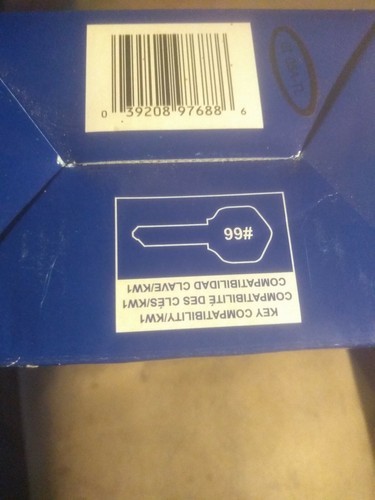 0 39208 97688 6
KEY COMPATIBILITY/KW1
COMPATIBILITÉ DES CLÉS/KW1
COMPATIBILIDAD CLAVE/KW1
#66